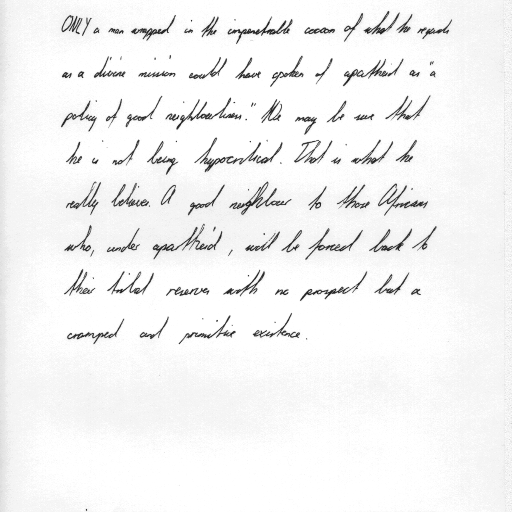 ONLY a man wrapped in the impenetrable cocoon of what he regards
as a divine mission could have spoken of apartheid as "a
policy of good neighbourliness." We may be sure that
he is not being hypocritical. That is what he
really believes. A good neighbour to those Africans
who, under apartheid, will be forced back to
their tribal reserves with no prospect but a
cramped and primitive existence.